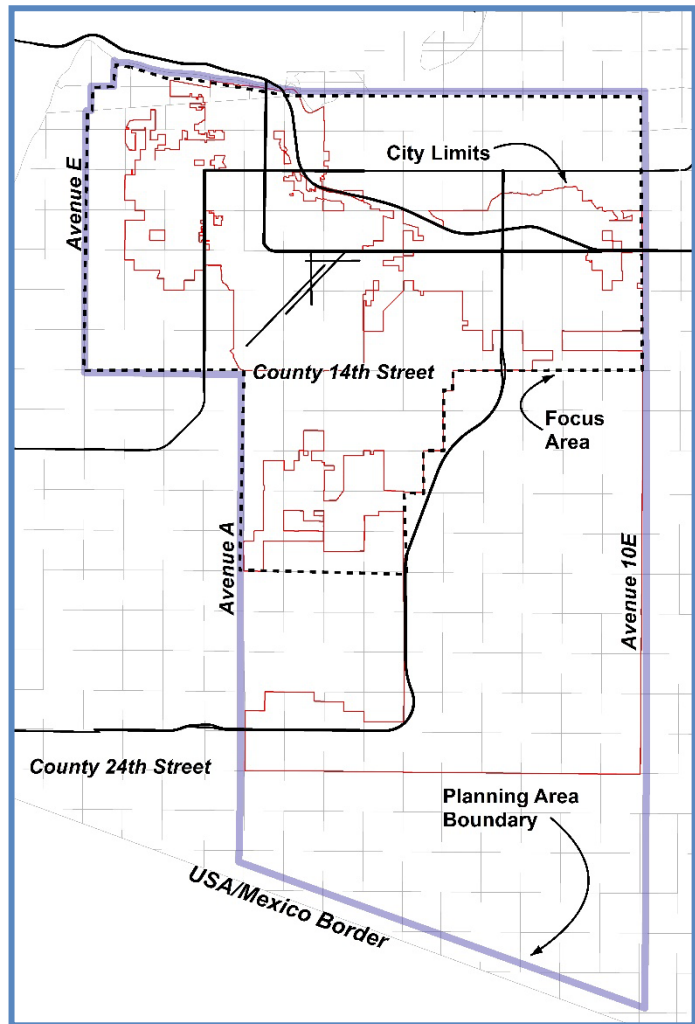 City Limits
Avenue E
County 14th Street
Focus
Area
Avenue A
Avenue 10E
County 24th Street
Planning Area
Boundary
USA/Mexico Border